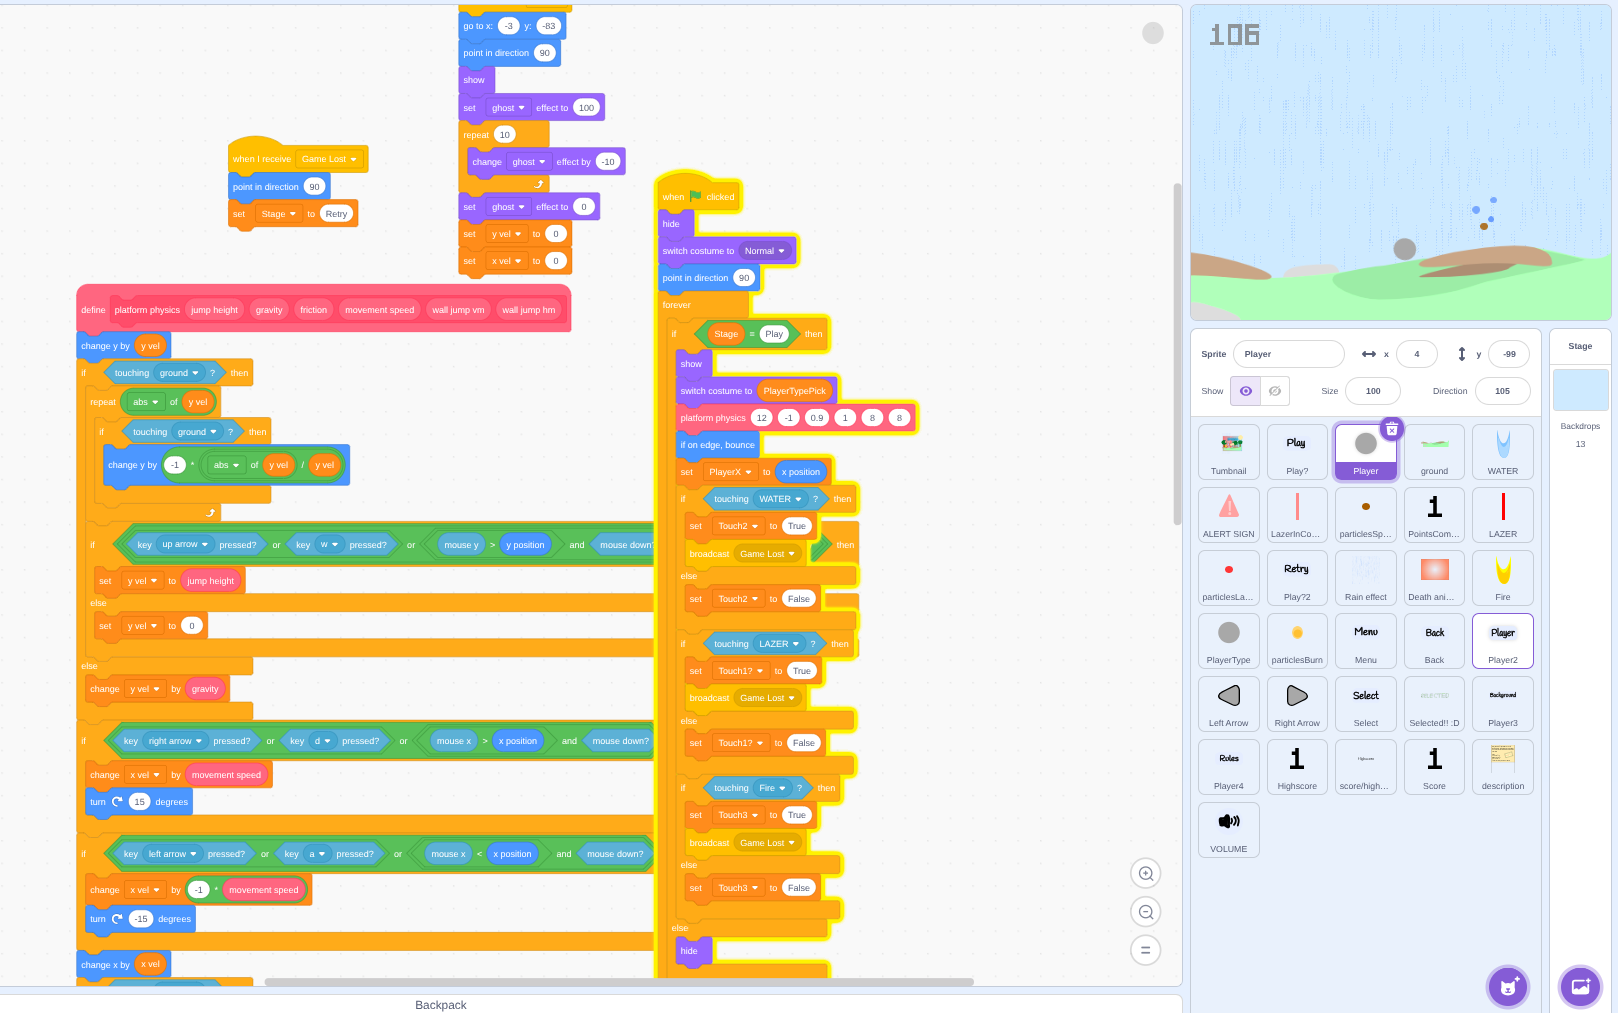 go to x: -3 y: -83
point in direction 90
show
set ghost effect to 100
repeat 10
change ghost effect by -10
set ghost effect to 0
set y vel to 0
set x vel to 0
when I receive Game Lost
point in direction 90
set Stage to Retry
define platform physics jump height gravity friction movement speed wall jump vm wall jump hm
change y by y vel
if touching ground ? then
repeat abs of y vel
if touching ground ? then
change y by -1 * abs of y vel / y vel
if key up arrow pressed? or key w pressed? or mouse y > y position and mouse down? then
set y vel to jump height
else
set y vel to 0
else
change y vel by gravity
if key right arrow pressed? or key d pressed? or mouse x > x position and mouse down?
change x vel by movement speed
turn 15 degrees
if key left arrow pressed? or key a pressed? or mouse x < x position and mouse down?
change x vel by -1 * movement speed
turn -15 degrees
change x by x vel
when clicked
hide
switch costume to Normal
point in direction 90
forever
if Stage = Play then
show
switch costume to PlayerTypePick
platform physics 12 -1 0.9 1 8 8
if on edge, bounce
set PlayerX to x position
if touching WATER ? then
set Touch2 to True
broadcast Game Lost
else
set Touch2 to False
if touching LAZER ? then
set Touch1? to True
broadcast Game Lost
else
set Touch1? to False
if touching Fire ? then
set Touch3 to True
broadcast Game Lost
else
set Touch3 to False
else
hide
Backpack
106
Sprite Player x 4 y -99
Show Size 100 Direction 105
Play
Tumbnail Play? Player ground WATER
1
ALERT SIGN LazerInCo... particlesSp... PointsCom... LAZER
Retry
particlesLa... Play?2 Rain effect Death ani... Fire
Menu Back Player
PlayerType particlesBurn Menu Back Player2
Select SELECTED Background
Left Arrow Right Arrow Select Selected!! :D Player3
Rules 1 Highscore 1
Player4 Highscore score/high... Score description
VOLUME
Stage
Backdrops
13